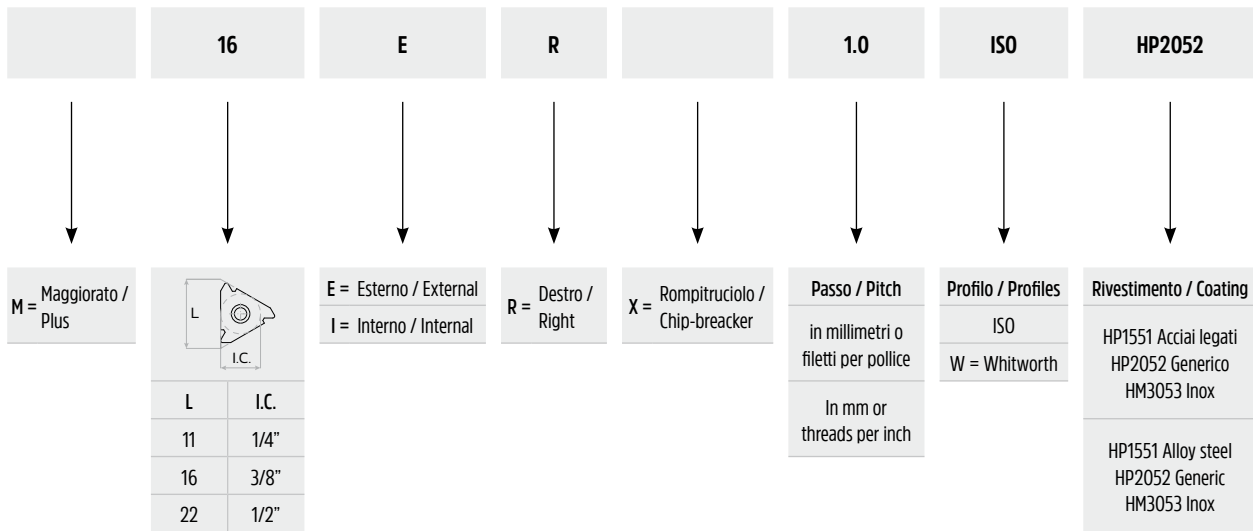 16
E
R
1.0
ISO
HP2052
M = Maggiorato /
Plus
L
I.C.
L I.C.
11 1/4”
16 3/8”
22 1/2”
E = Esterno / External
I = Interno / Internal
R = Destro /
Right
X = Rompitruciolo /
Chip-breacker
Passo / Pitch
in millimetri o
filetti per pollice
In mm or
threads per inch
Profilo / Profiles
ISO
W = Whitworth
Rivestimento / Coating
HP1551 Acciai legati
HP2052 Generico
HM3053 Inox
HP1551 Alloy steel
HP2052 Generic
HM3053 Inox